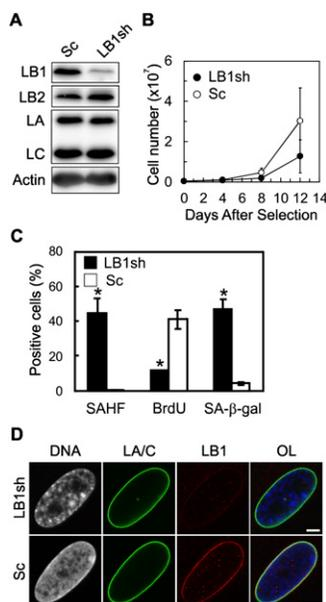 A
Sc LB1sh
LB1
LB2
LA
LC
Actin
B
Cell number (x10⁷)
6
4
2
0
LB1sh
Sc
0 2 4 6 8 10 12 14
Days After Selection
C
Positive cells (%)
80
60
40
20
0
LB1sh
Sc
*
*
*
SAHF BrdU SA-β-gal
D
DNA LA/C LB1 OL
LB1sh
Sc